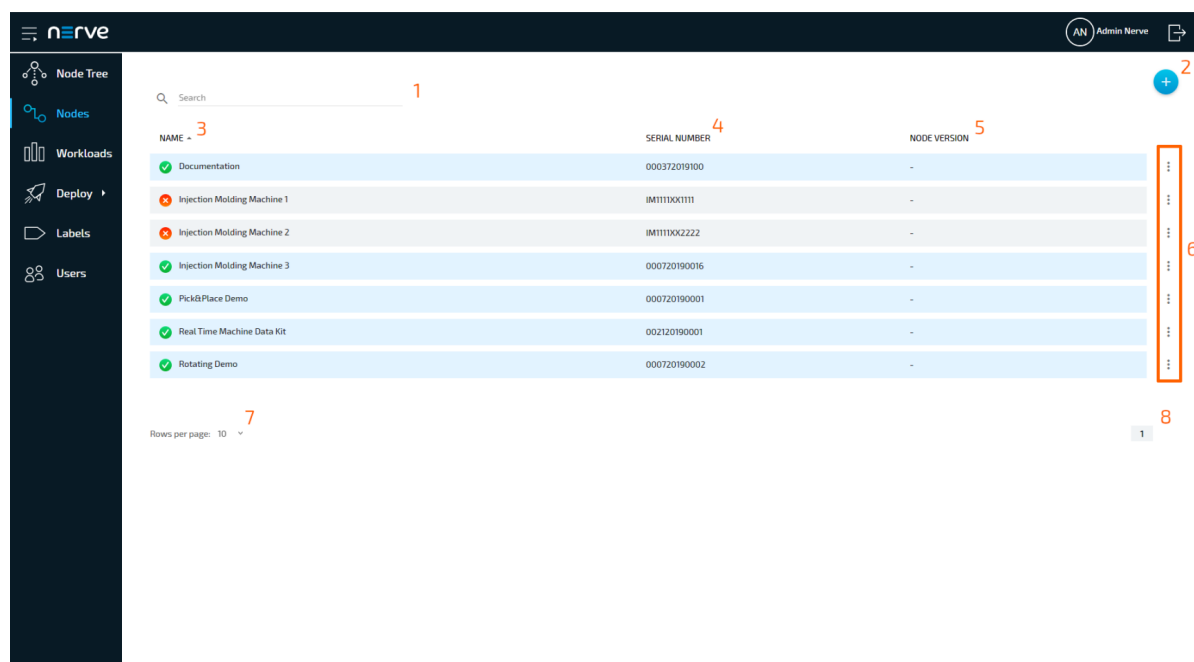 nerve
AN Admin Nerve
Node Tree
2
Search
1
Nodes
NAME 3
SERIAL NUMBER 4
NODE VERSION 5
Workloads
Documentation 000372019100 -
Deploy
Injection Molding Machine 1 IM1111XX1111 -
Labels
Injection Molding Machine 2 IM1111XX2222 -
6
Users
Injection Molding Machine 3 000720190016 -
Pick&Place Demo 000720190001 -
Real Time Machine Data Kit 002120190001 -
Rotating Demo 000720190002 -
7
8
Rows per page: 10
1